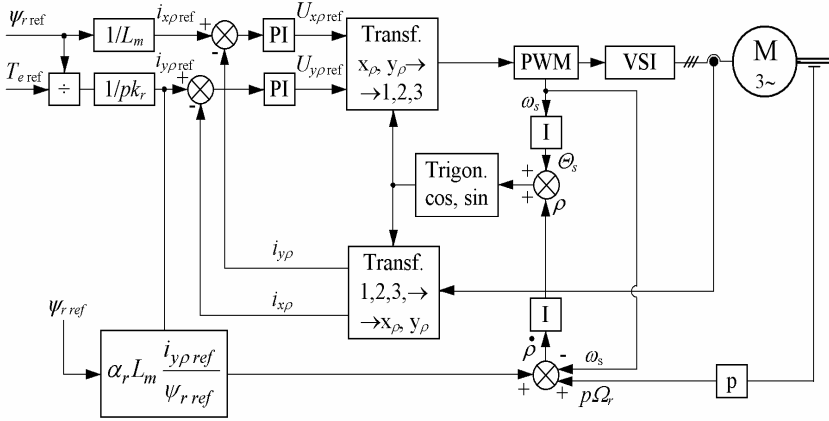 ψr ref
1/Lm
ixρ ref
+
-
PI
Uxρ ref
Te ref
÷
1/pkr
iyρ ref
+
-
PI
Uyρ ref
Transf.
xρ, yρ→
→1,2,3
PWM
VSI
M
3~
ωs
I
Θs
+
+
ρ
Trigon.
cos, sin
iyρ
ixρ
Transf.
1,2,3,→
→xρ, yρ
I
ρ̇
-
ωs
+
+
pΩr
p
ψr ref
αrLm iyρ ref
ψr ref